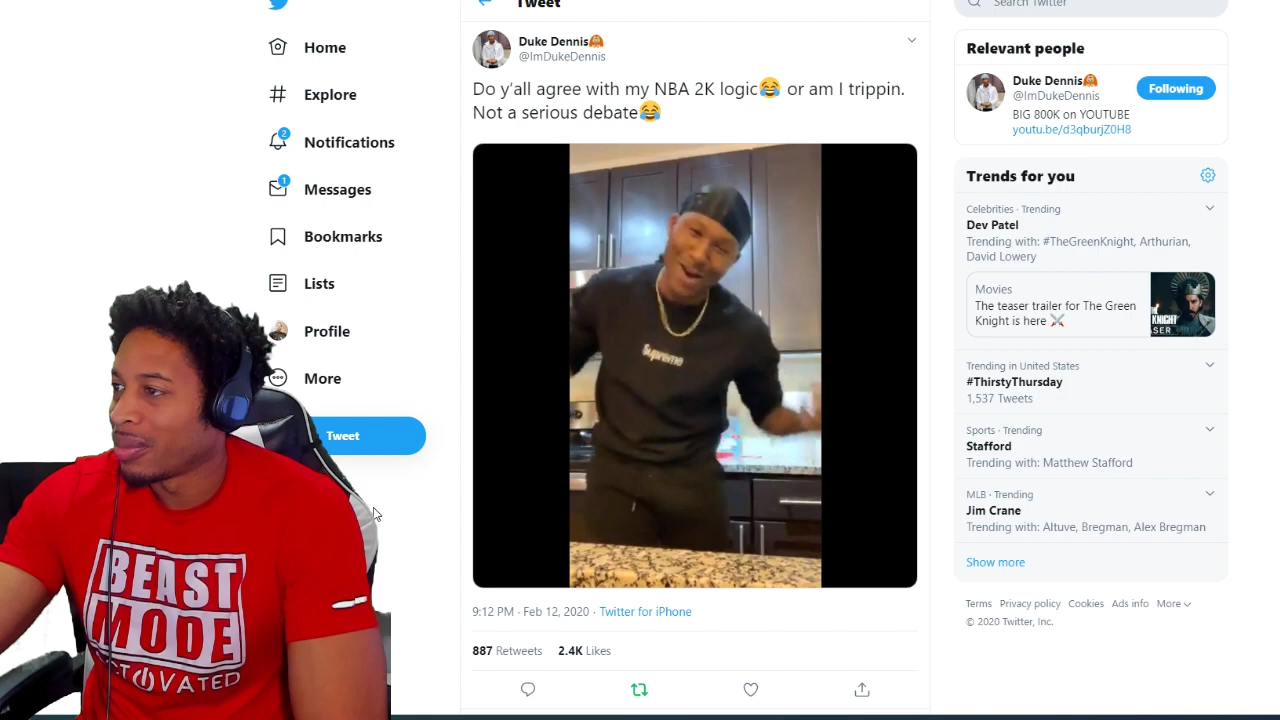 Tweet
Search Twitter
Home
Explore
2
Notifications
1
Messages
Bookmarks
Lists
Profile
More
Tweet
Duke Dennis🙈
@ImDukeDennis
Do y'all agree with my NBA 2K logic😂 or am I trippin.
Not a serious debate😂
Supreme
9:12 PM · Feb 12, 2020 · Twitter for iPhone
887 Retweets 2.4K Likes
Relevant people
Duke Dennis🙈
@ImDukeDennis
Following
BIG 800K on YOUTUBE
youtu.be/d3qburjZ0H8
Trends for you
Celebrities · Trending
Dev Patel
Trending with: #TheGreenKnight, Arthurian,
David Lowery
Movies
The teaser trailer for The Green
Knight is here ⚔️
KNIGHT
Trending in United States
#ThirstyThursday
1,537 Tweets
Sports · Trending
Stafford
Trending with: Matthew Stafford
MLB · Trending
Jim Crane
Trending with: Altuve, Bregman, Alex Bregman
Show more
Terms Privacy policy Cookies Ads info More
© 2020 Twitter, Inc.
BEAST
MODE